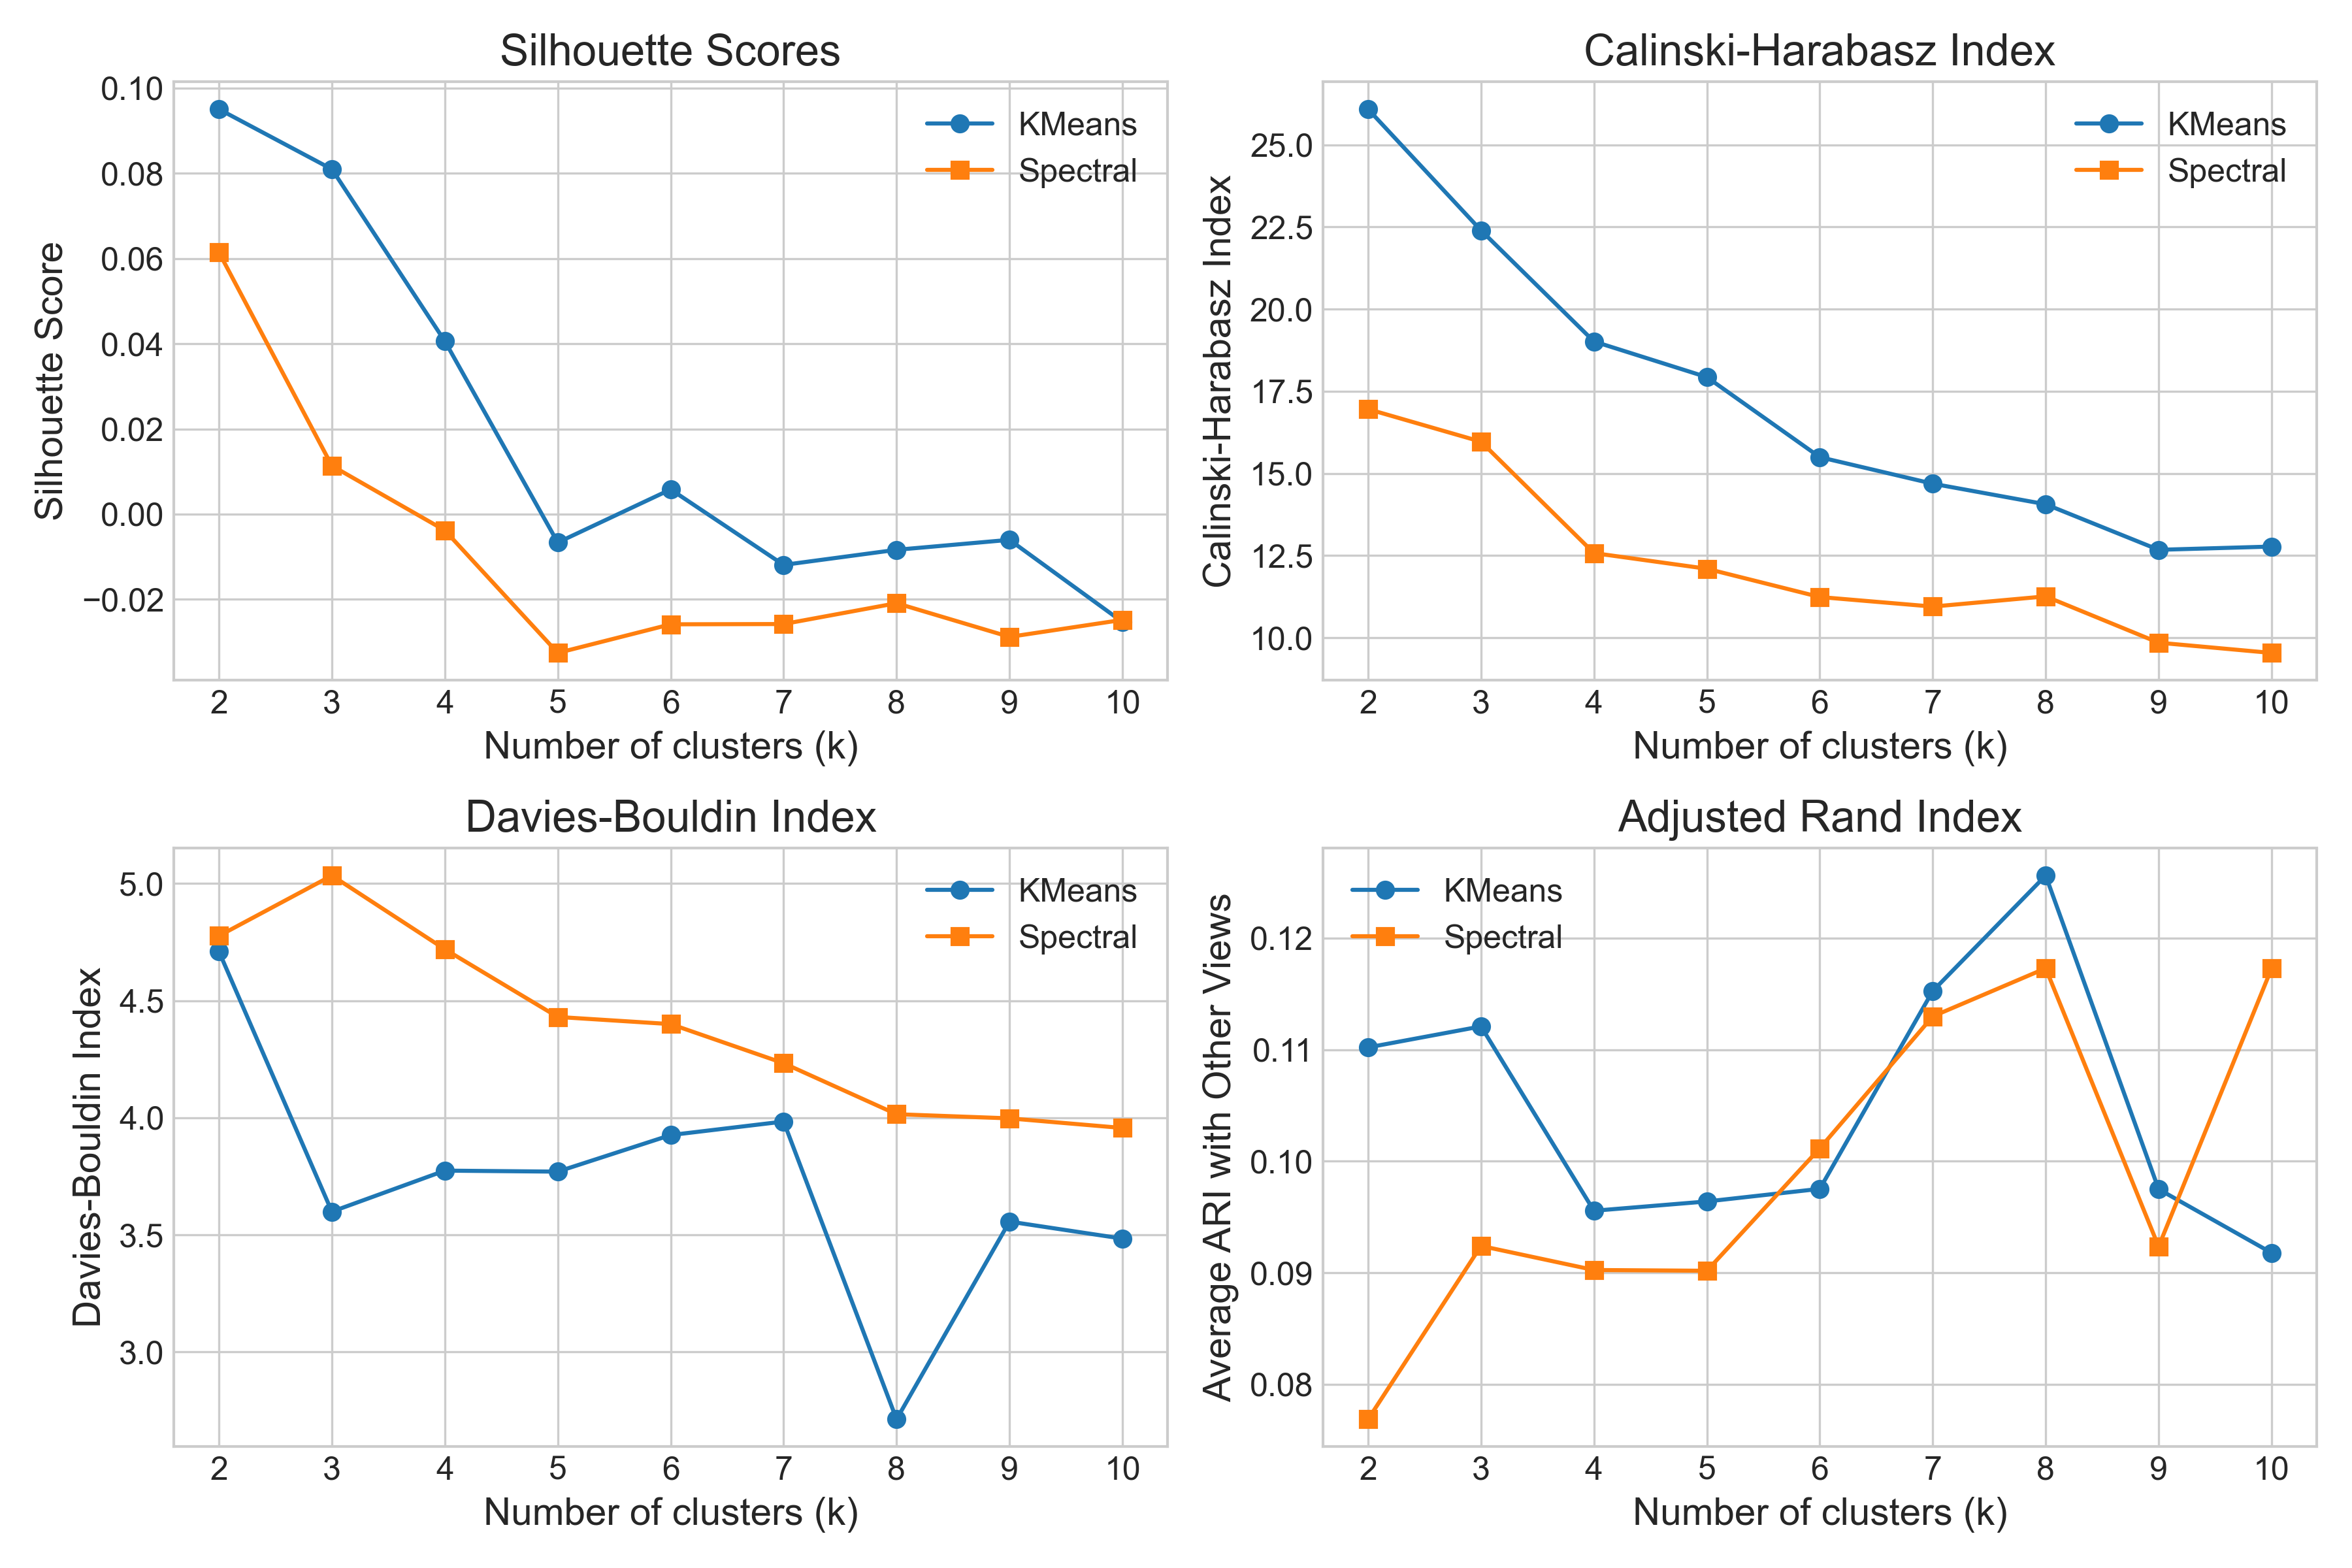 Silhouette Scores
Silhouette Score
0.10
0.08
0.06
0.04
0.02
0.00
−0.02
KMeans
Spectral
2 3 4 5 6 7 8 9 10
Number of clusters (k)
Calinski-Harabasz Index
Calinski-Harabasz Index
25.0
22.5
20.0
17.5
15.0
12.5
10.0
KMeans
Spectral
2 3 4 5 6 7 8 9 10
Number of clusters (k)
Davies-Bouldin Index
Davies-Bouldin Index
5.0
4.5
4.0
3.5
3.0
KMeans
Spectral
2 3 4 5 6 7 8 9 10
Number of clusters (k)
Adjusted Rand Index
Average ARI with Other Views
0.12
0.11
0.10
0.09
0.08
KMeans
Spectral
2 3 4 5 6 7 8 9 10
Number of clusters (k)